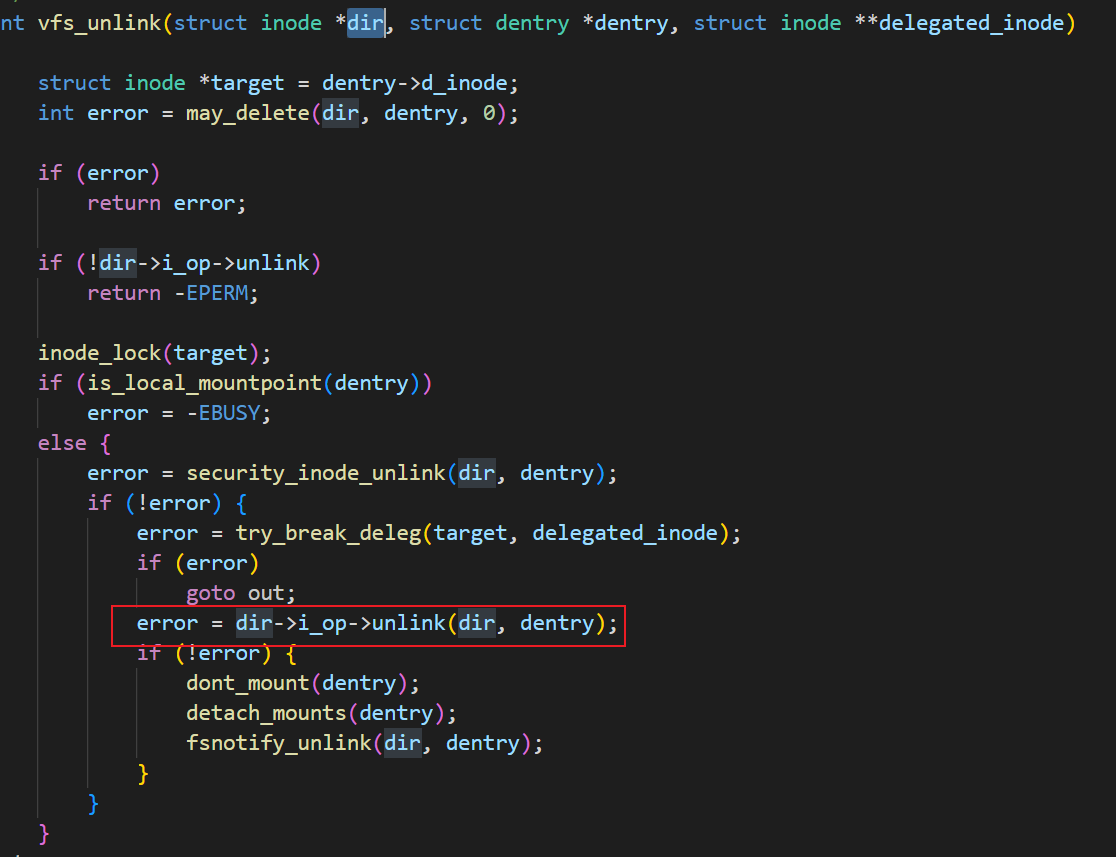 nt vfs_unlink(struct inode *dir, struct dentry *dentry, struct inode **delegated_inode)
struct inode *target = dentry->d_inode;
int error = may_delete(dir, dentry, 0);
if (error)
return error;
if (!dir->i_op->unlink)
return -EPERM;
inode_lock(target);
if (is_local_mountpoint(dentry))
error = -EBUSY;
else {
error = security_inode_unlink(dir, dentry);
if (!error) {
error = try_break_deleg(target, delegated_inode);
if (error)
goto out;
error = dir->i_op->unlink(dir, dentry);
if (!error) {
dont_mount(dentry);
detach_mounts(dentry);
fsnotify_unlink(dir, dentry);
}
}
}